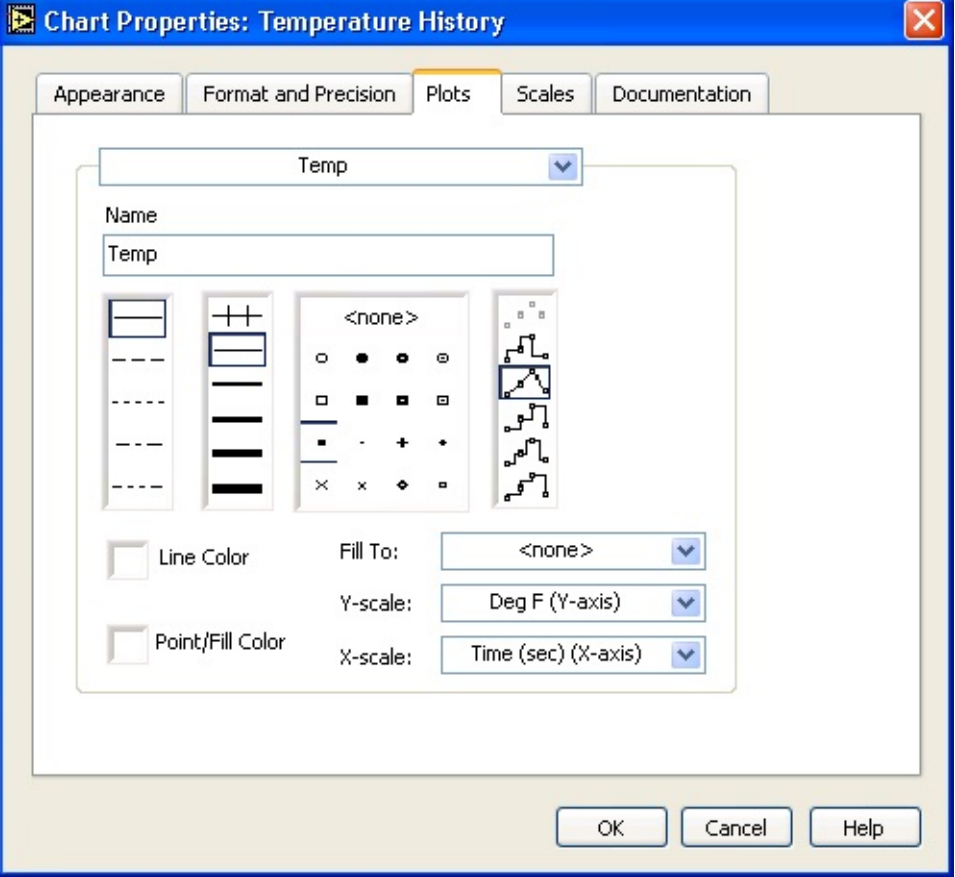 Chart Properties: Temperature History
Appearance Format and Precision Plots Scales Documentation
Temp
Name
Temp
<none>
Line Color
Fill To: <none>
Y-scale: Deg F (Y-axis)
Point/Fill Color
X-scale: Time (sec) (X-axis)
OK Cancel Help